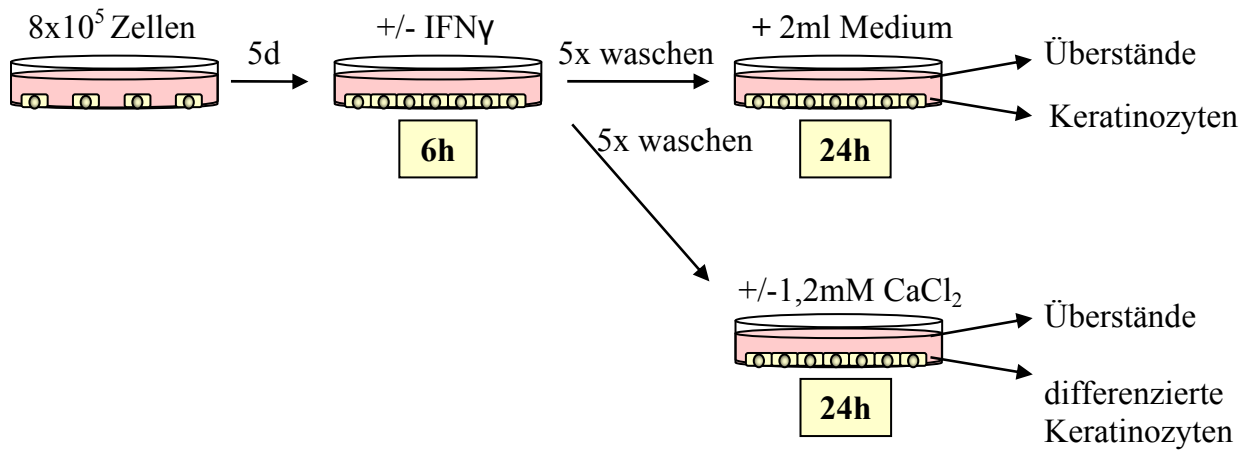 8x10⁵ Zellen
5d
+/- IFNγ
6h
5x waschen
+ 2ml Medium
24h
Überstände
Keratinozyten
5x waschen
+/-1,2mM CaCl₂
24h
Überstände
differenzierte
Keratinozyten